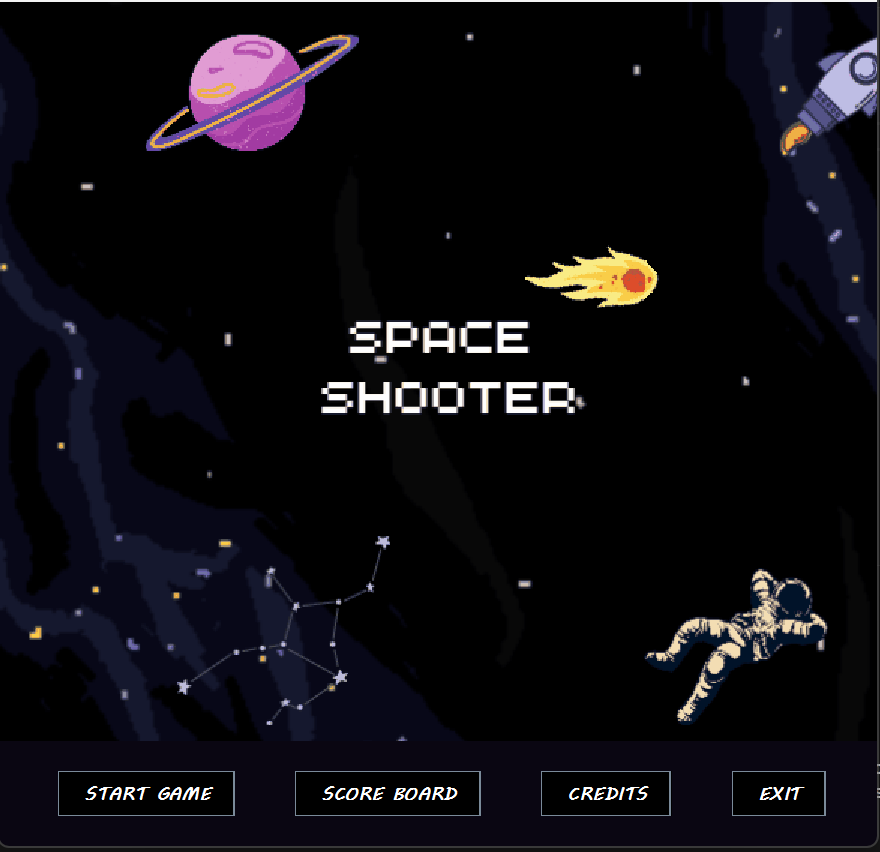 SPACE
SHOOTER
START GAME
SCORE BOARD
CREDITS
EXIT